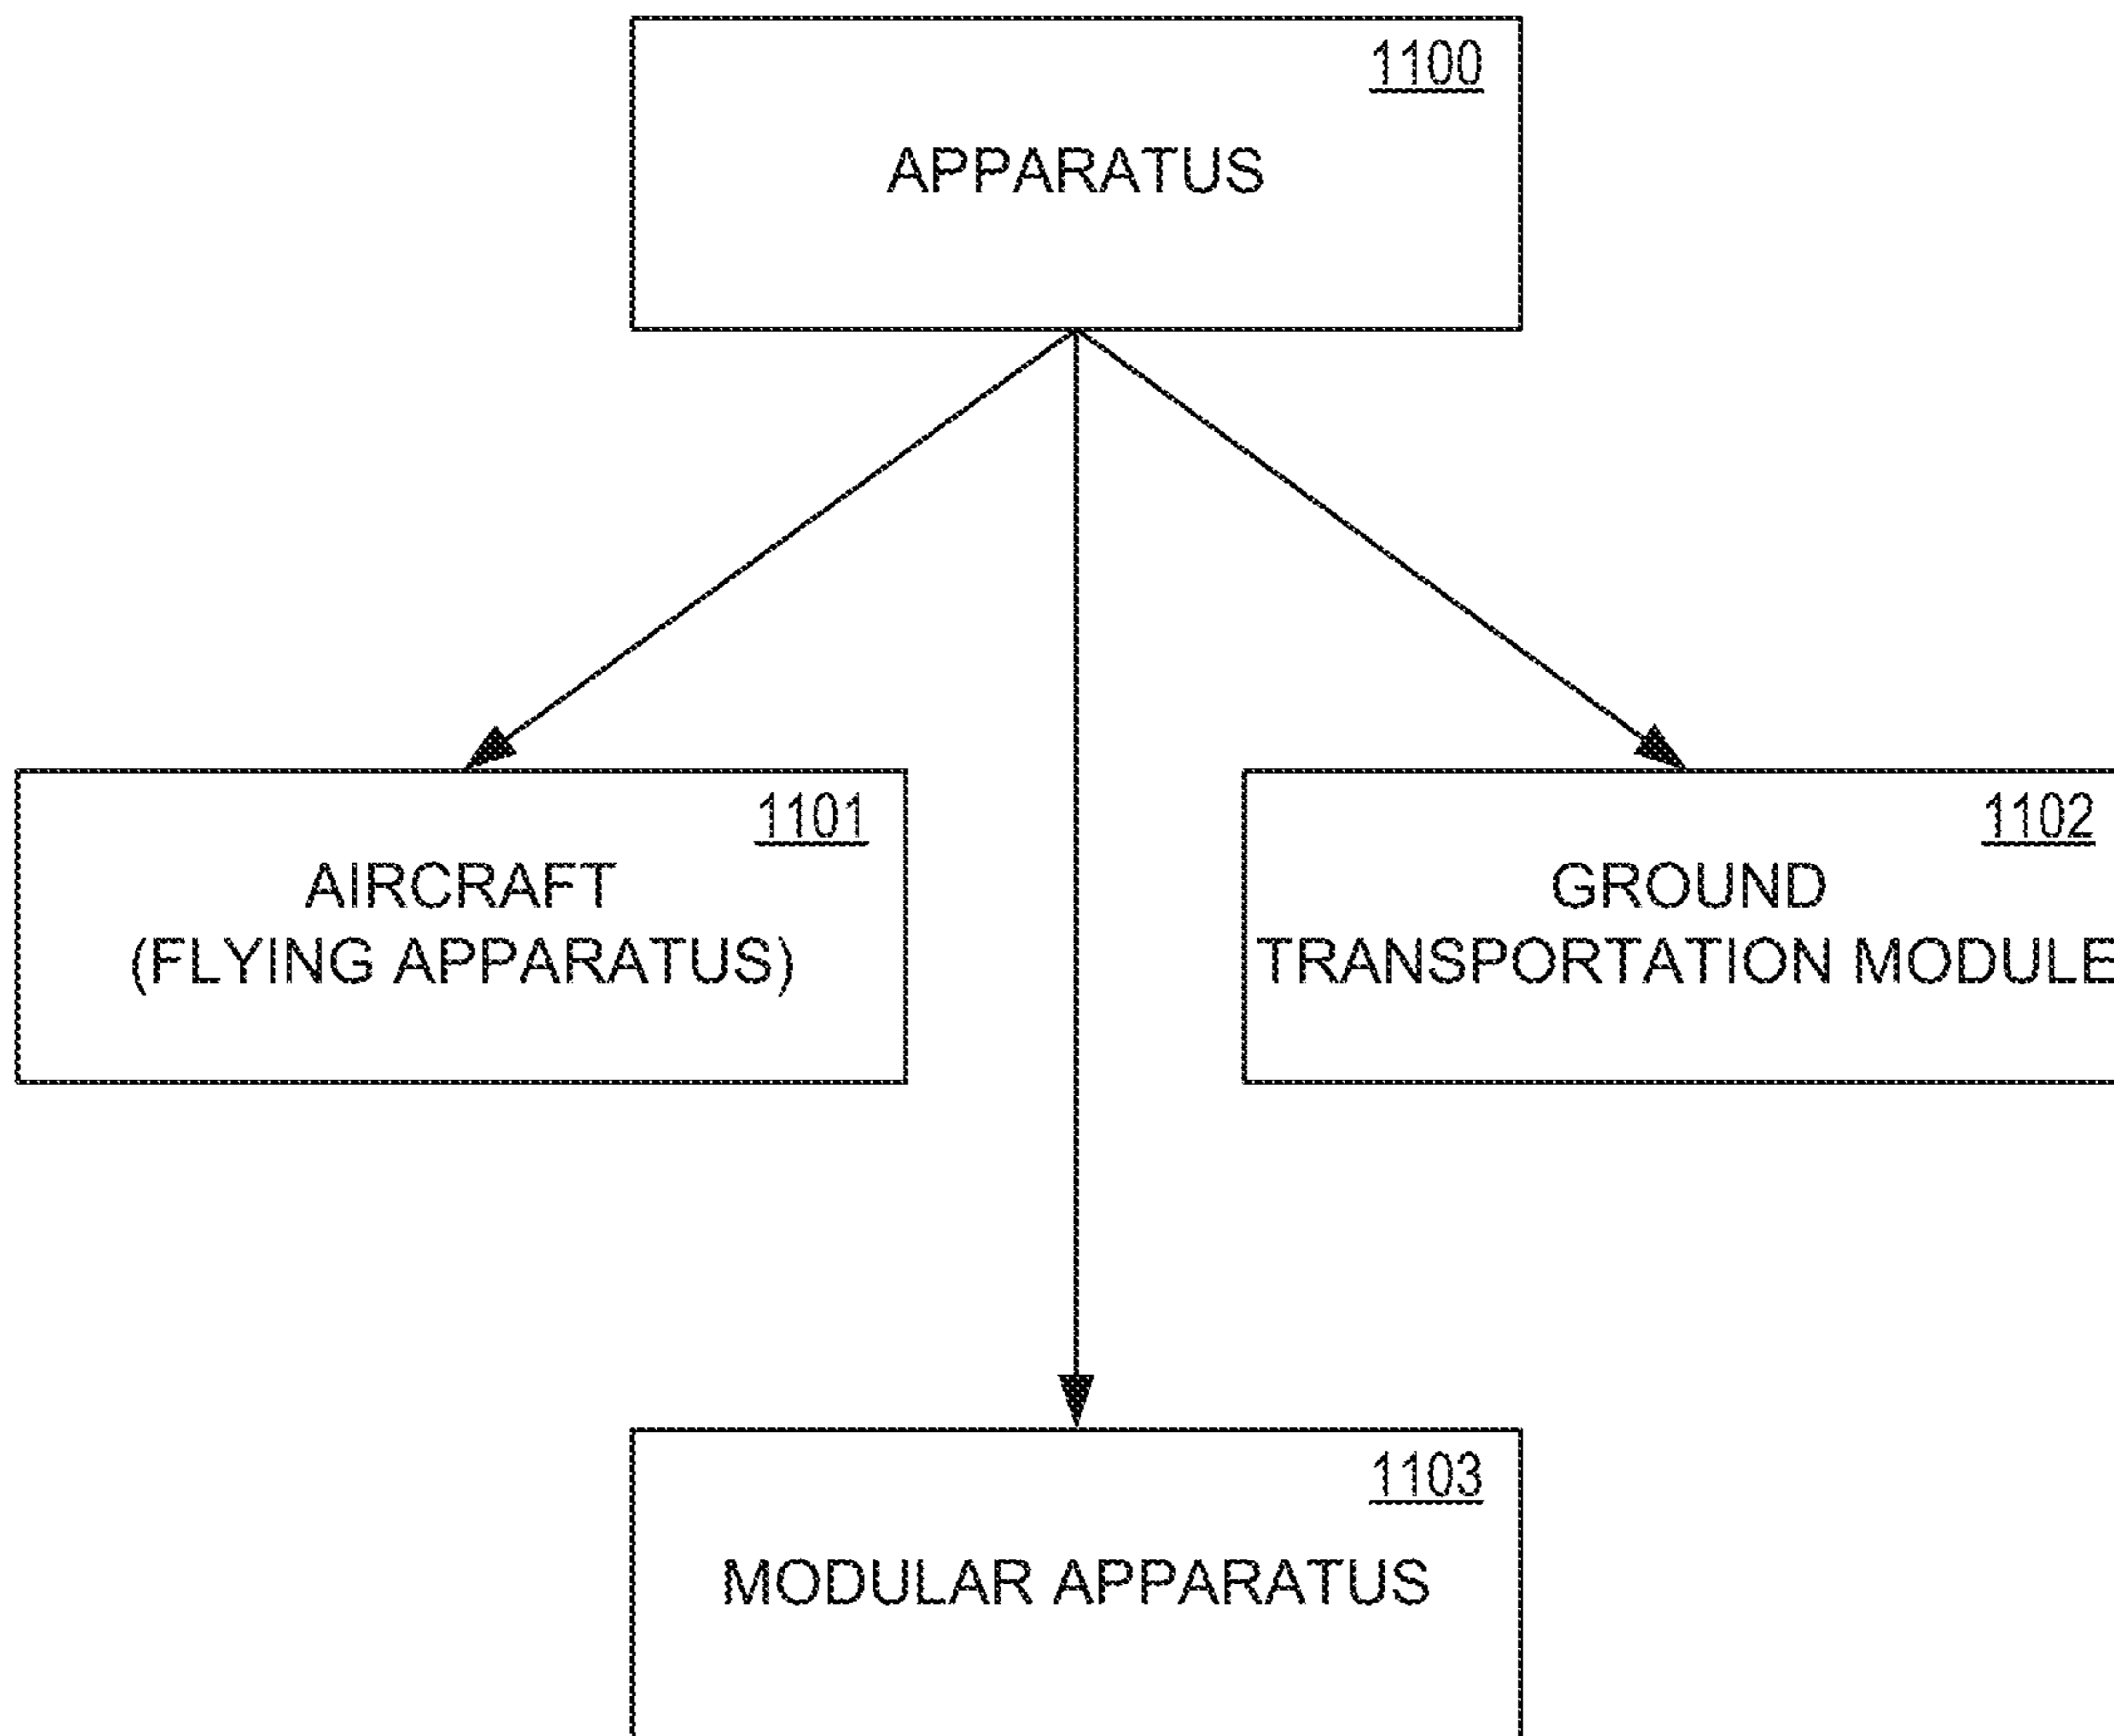 1100
APPARATUS
1101
AIRCRAFT
(FLYING APPARATUS)
1102
GROUND
TRANSPORTATION MODULE
1103
MODULAR APPARATUS